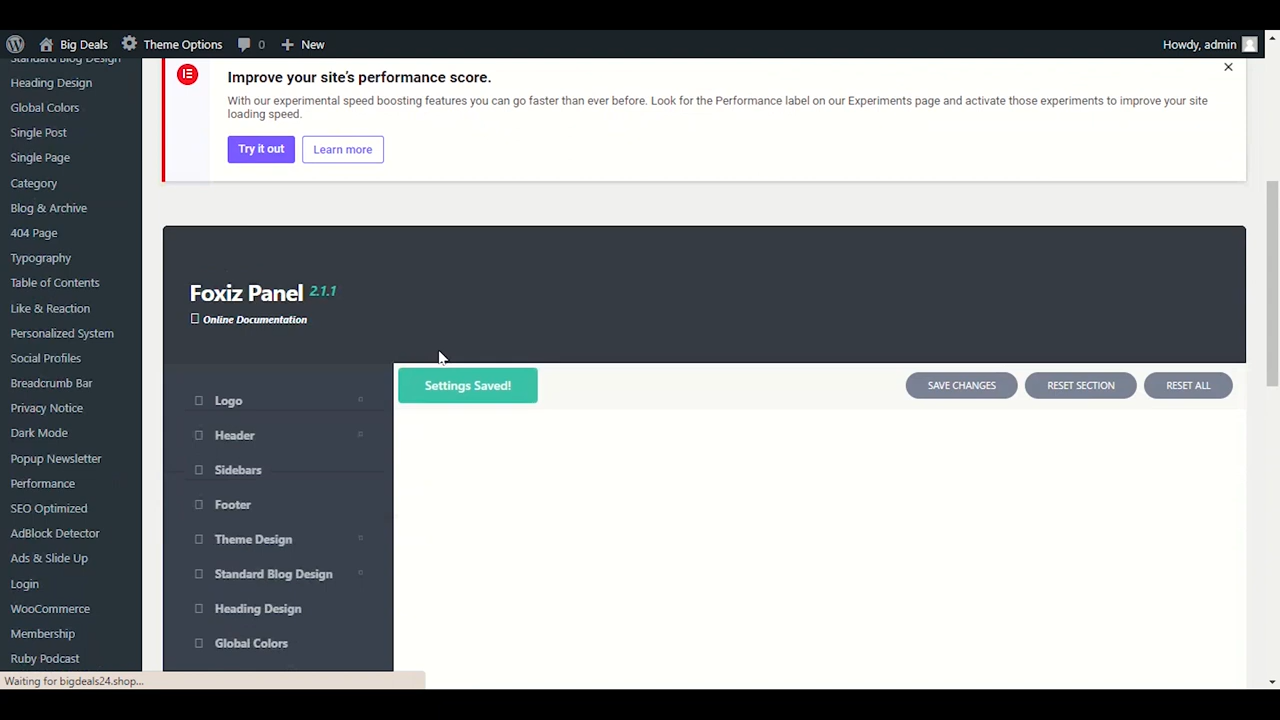 Big Deals
Theme Options
0
New
Howdy, admin
Standard Blog Design
Heading Design
Global Colors
Single Post
Single Page
Category
Blog & Archive
404 Page
Typography
Table of Contents
Like & Reaction
Personalized System
Social Profiles
Breadcrumb Bar
Privacy Notice
Dark Mode
Popup Newsletter
Performance
SEO Optimized
AdBlock Detector
Ads & Slide Up
Login
WooCommerce
Membership
Ruby Podcast
Improve your site's performance score.
With our experimental speed boosting features you can go faster than ever before. Look for the Performance label on our Experiments page and activate those experiments to improve your site
loading speed.
Try it out
Learn more
Foxiz Panel 2.1.1
Online Documentation
Settings Saved!
SAVE CHANGES
RESET SECTION
RESET ALL
Logo
Header
Sidebars
Footer
Theme Design
Standard Blog Design
Heading Design
Global Colors
Waiting for bigdeals24.shop...